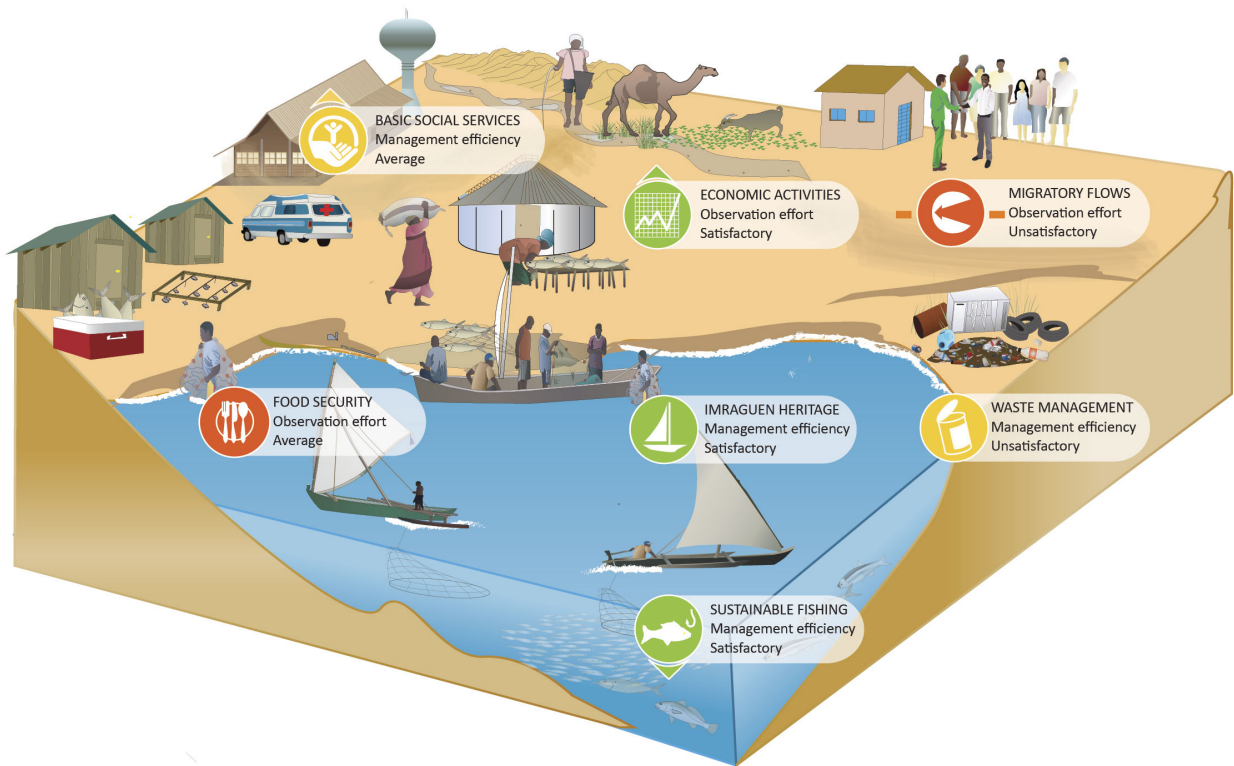 BASIC SOCIAL SERVICES
Management efficiency
Average
ECONOMIC ACTIVITIES
Observation effort
Satisfactory
MIGRATORY FLOWS
Observation effort
Unsatisfactory
FOOD SECURITY
Observation effort
Average
IMRAGUEN HERITAGE
Management efficiency
Satisfactory
WASTE MANAGEMENT
Management efficiency
Unsatisfactory
SUSTAINABLE FISHING
Management efficiency
Satisfactory